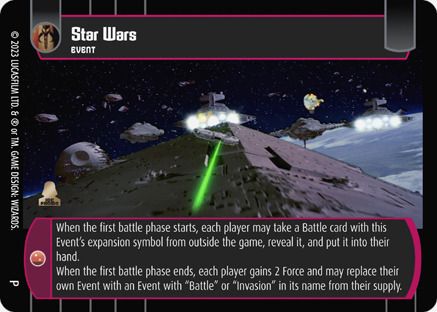 Star Wars
EVENT
© 2023 LUCASFILM LTD. & ® or TM. GAME DESIGN: WIZARDS.
When the first battle phase starts, each player may take a Battle card with this
Event's expansion symbol from outside the game, reveal it, and put it into their
hand.
When the first battle phase ends, each player gains 2 Force and may replace their
own Event with an Event with "Battle" or "Invasion" in its name from their supply.
P